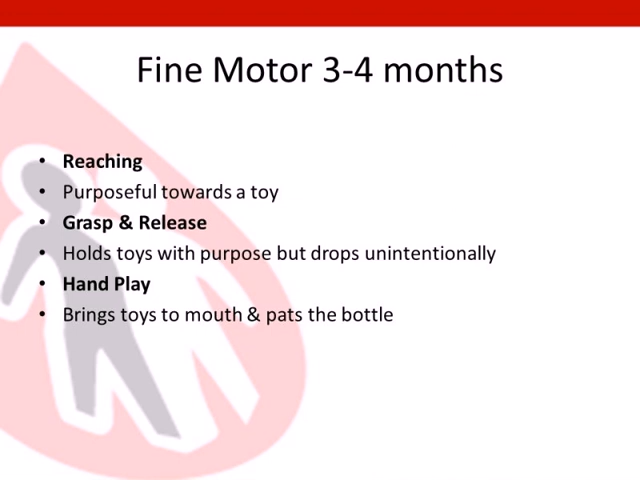 Fine Motor 3-4 months
• Reaching
• Purposeful towards a toy
• Grasp & Release
• Holds toys with purpose but drops unintentionally
• Hand Play
• Brings toys to mouth & pats the bottle